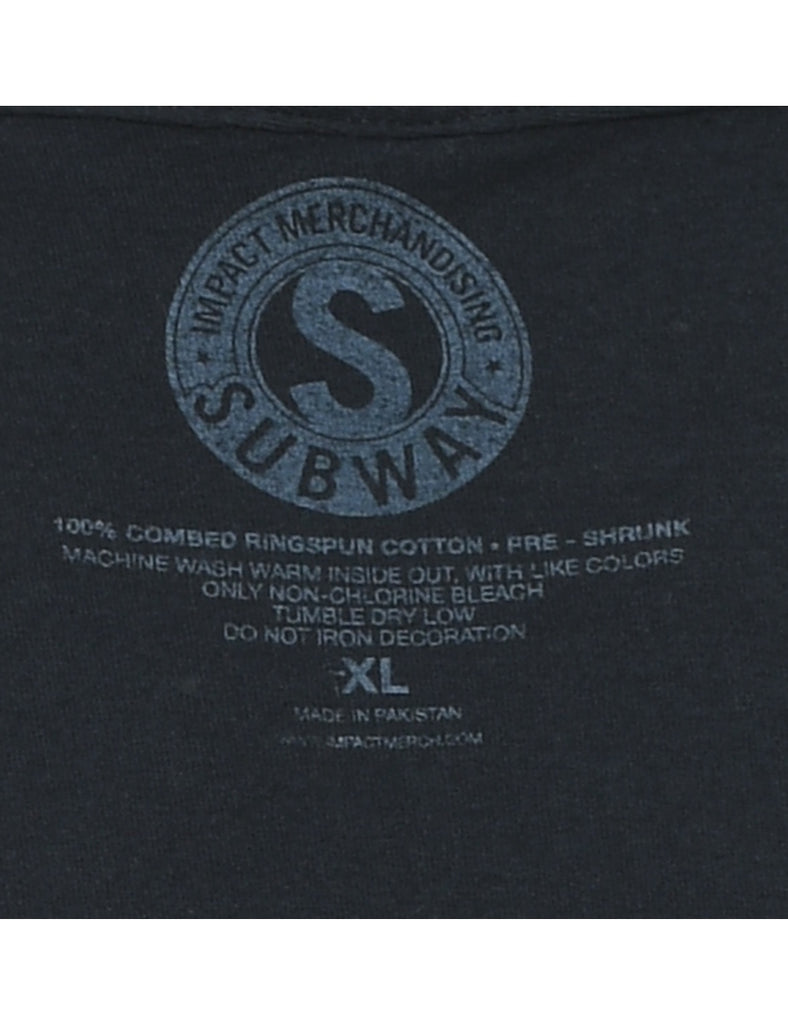 IMPACT MERCHANDISING
S
SUBWAY
100% COMBED RINGSPUN COTTON • PRE - SHRUNK
MACHINE WASH WARM INSIDE OUT, WITH LIKE COLORS
ONLY NON-CHLORINE BLEACH
TUMBLE DRY LOW
DO NOT IRON DECORATION
XL
MADE IN PAKISTAN
WWW.IMPACTMERCH.COM